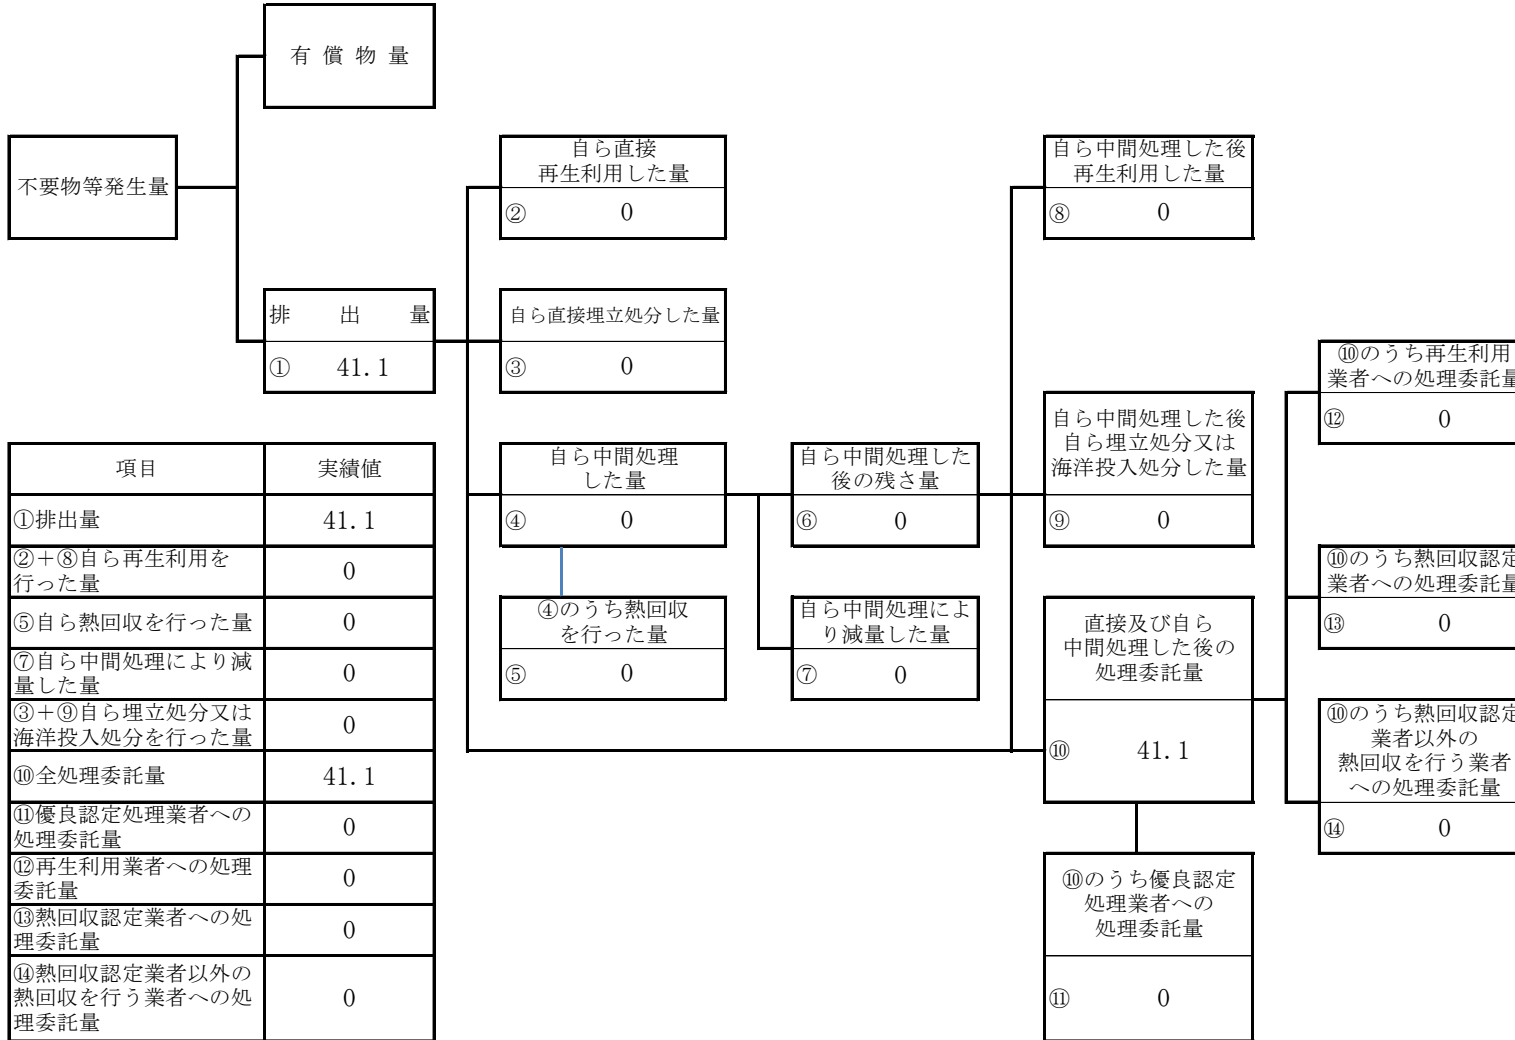 有 償 物 量
不要物等発生量
自ら直接
再生利用した量
② 0
自ら中間処理した後
再生利用した量
⑧ 0
排 出 量
① 41.1
自ら直接埋立処分した量
③ 0
⑩のうち再生利用
業者への処理委託量
⑫ 0
自ら中間処理した後
自ら埋立処分又は
海洋投入処分した量
⑨ 0
自ら中間処理
した量
④ 0
自ら中間処理した
後の残さ量
⑥ 0
⑩のうち熱回収認定
業者への処理委託量
⑬ 0
④のうち熱回収
を行った量
⑤ 0
自ら中間処理によ
り減量した量
⑦ 0
直接及び自ら
中間処理した後の
処理委託量
⑩ 41.1
⑩のうち熱回収認定
業者以外の
熱回収を行う業者
への処理委託量
⑭ 0
⑩のうち優良認定
処理業者への
処理委託量
⑪ 0
項目 実績値
①排出量 41.1
②＋⑧自ら再生利用を
行った量 0
⑤自ら熱回収を行った量 0
⑦自ら中間処理により減
量した量 0
③＋⑨自ら埋立処分又は
海洋投入処分を行った量 0
⑩全処理委託量 41.1
⑪優良認定処理業者への
処理委託量 0
⑫再生利用業者への処理
委託量 0
⑬熱回収認定業者への処
理委託量 0
⑭熱回収認定業者以外の
熱回収を行う業者への処
理委託量 0